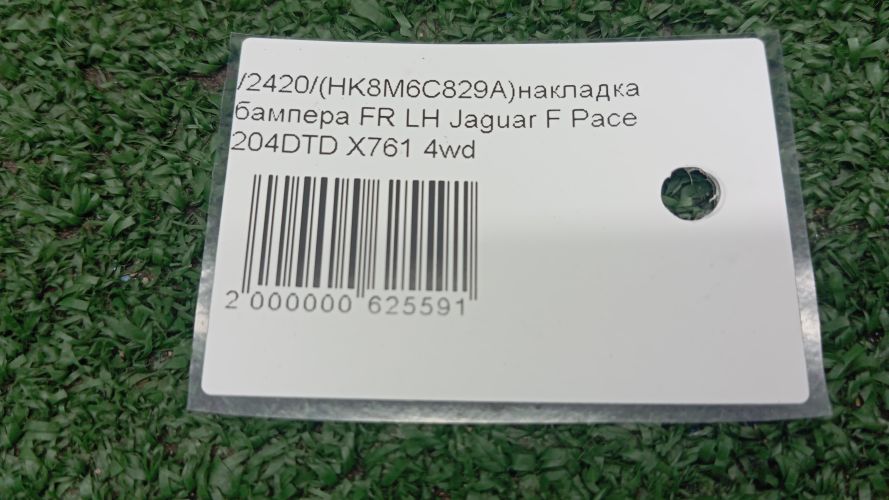 /2420/(HK8M6C829A)накладка
бампера FR LH Jaguar F Pace
204DTD X761 4wd
2 000000 625591